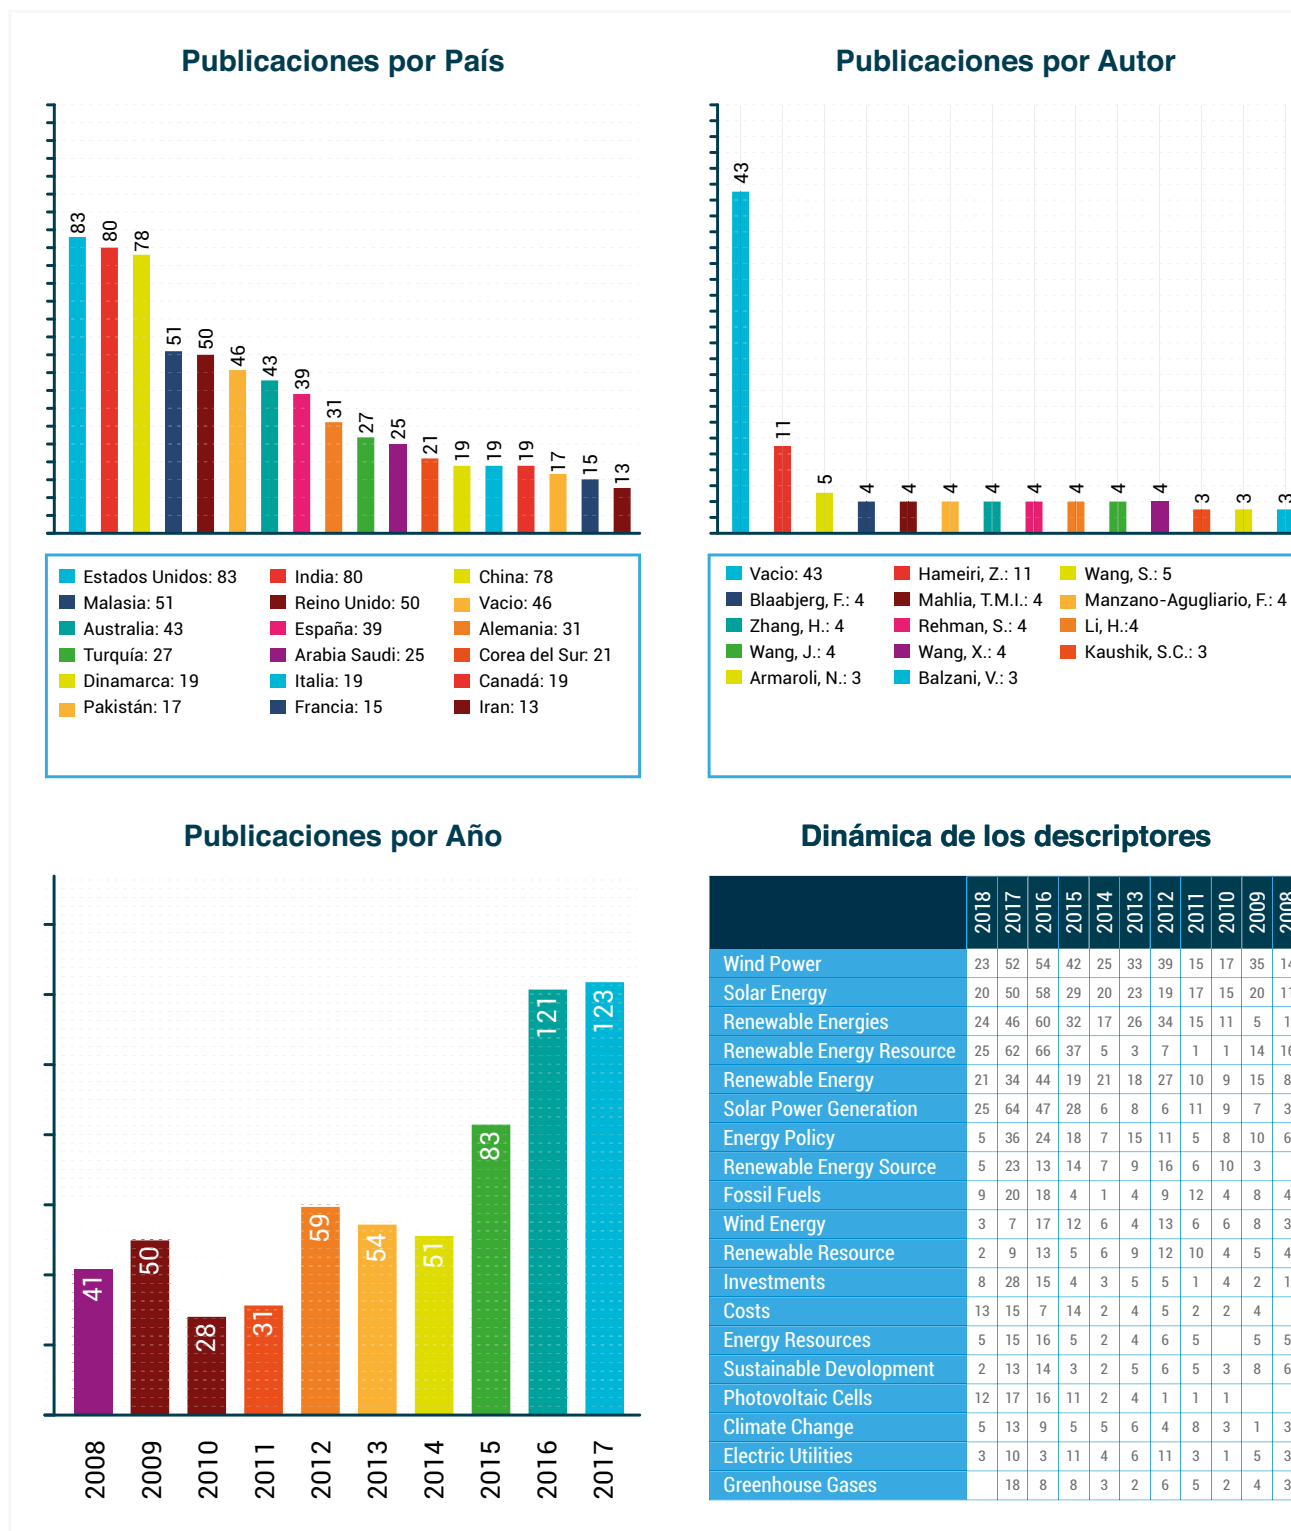 Publicaciones por País
83
80
78
51
50
46
43
39
31
27
25
21
19
19
19
17
15
13
Estados Unidos: 83 India: 80 China: 78
Malasia: 51 Reino Unido: 50 Vacio: 46
Australia: 43 España: 39 Alemania: 31
Turquía: 27 Arabia Saudi: 25 Corea del Sur: 21
Dinamarca: 19 Italia: 19 Canadá: 19
Pakistán: 17 Francia: 15 Iran: 13
Publicaciones por Autor
43
11
5
4
4
4
4
4
4
4
4
3
3
3
Vacio: 43 Hameiri, Z.: 11 Wang, S.: 5
Blaabjerg, F.: 4 Mahlia, T.M.I.: 4 Manzano-Agugliario, F.: 4
Zhang, H.: 4 Rehman, S.: 4 Li, H.:4
Wang, J.: 4 Wang, X.: 4 Kaushik, S.C.: 3
Armaroli, N.: 3 Balzani, V.: 3
Publicaciones por Año
41
50
28
31
59
54
51
83
121
123
2008
2009
2010
2011
2012
2013
2014
2015
2016
2017
Dinámica de los descriptores
2018 2017 2016 2015 2014 2013 2012 2011 2010 2009 2008
Wind Power 23 52 54 42 25 33 39 15 17 35 14
Solar Energy 20 50 58 29 20 23 19 17 15 20 11
Renewable Energies 24 46 60 32 17 26 34 15 11 5 1
Renewable Energy Resource 25 62 66 37 5 3 7 1 1 14 16
Renewable Energy 21 34 44 19 21 18 27 10 9 15 8
Solar Power Generation 25 64 47 28 6 8 6 11 9 7 3
Energy Policy 5 36 24 18 7 15 11 5 8 10 6
Renewable Energy Source 5 23 13 14 7 9 16 6 10 3
Fossil Fuels 9 20 18 4 1 4 9 12 4 8 4
Wind Energy 3 7 17 12 6 4 13 6 6 8 3
Renewable Resource 2 9 13 5 6 9 12 10 4 5 4
Investments 8 28 15 4 3 5 5 1 4 2 1
Costs 13 15 7 14 2 4 5 2 2 4
Energy Resources 5 15 16 5 2 4 6 5 5 5
Sustainable Devolopment 2 13 14 3 2 5 6 5 3 8 6
Photovoltaic Cells 12 17 16 11 2 4 1 1 1
Climate Change 5 13 9 5 5 6 4 8 3 1 3
Electric Utilities 3 10 3 11 4 6 11 3 1 5 3
Greenhouse Gases 18 8 8 3 2 6 5 2 4 3